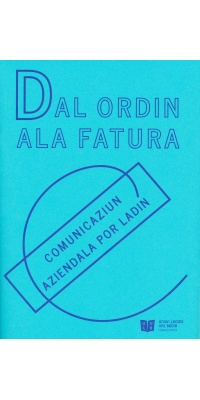 DAL ORDIN
ALA FATURA
COMUNICAZIUN
AZIENDALA POR LADIN